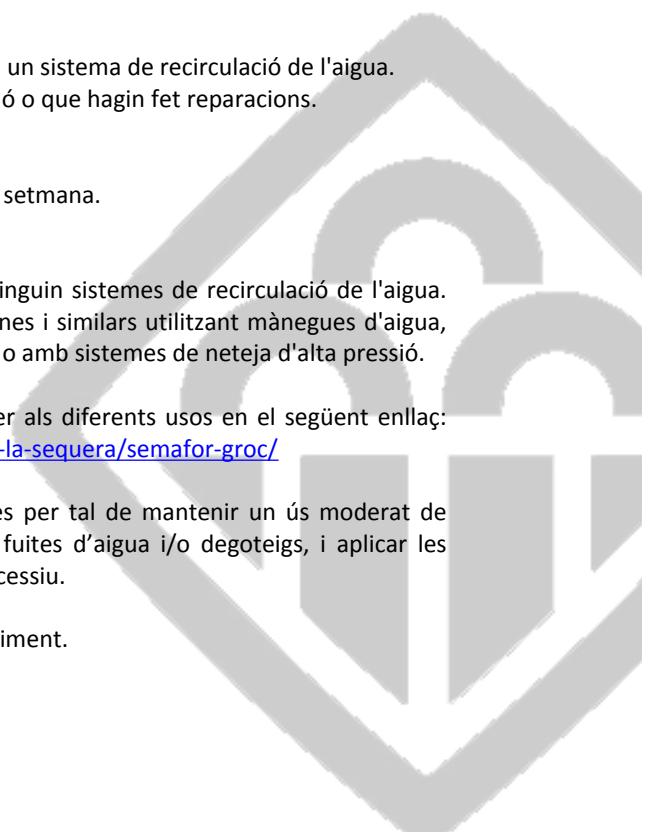 un sistema de recirculació de l'aigua.
ó o que hagin fet reparacions.
setmana.
inguin sistemes de recirculació de l'aigua.
nes i similars utilitzant mànegues d'aigua,
o amb sistemes de neteja d'alta pressió.
er als diferents usos en el següent enllaç:
-la-sequera/semafor-groc/
es per tal de mantenir un ús moderat de
fuites d’aigua i/o degoteigs, i aplicar les
cessiu.
iment.